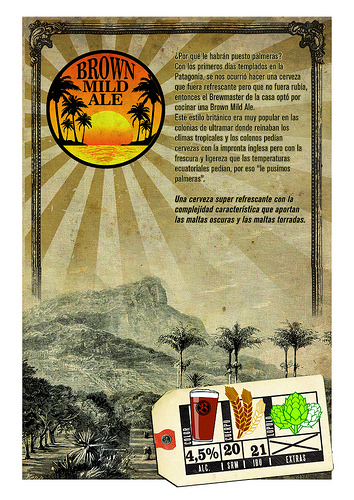 BROWN
MILD
ALE
¿Por qué le habrán puesto palmeras?
Con los primeros días templados en la
Patagonia, se nos ocurrió hacer una cerveza
que fuera refrescante pero que no fuera rubia,
entonces el Brewmaster de la casa optó por
cocinar una Brown Mild Ale.
Este estilo británico era muy popular en las
colonias de ultramar donde reinaban los
climas tropicales y los colonos pedían
cervezas con la impronta inglesa pero con la
frescura y ligereza que las temperaturas
ecuatoriales pedían, por eso "le pusimos
palmeras".
Una cerveza super refrescante con la
complejidad característica que aportan
las maltas oscuras y las maltas torradas.
COLOR
CUERPO
LUPULO
4,5% 20 21
ALC. SRM IBU EXTRAS